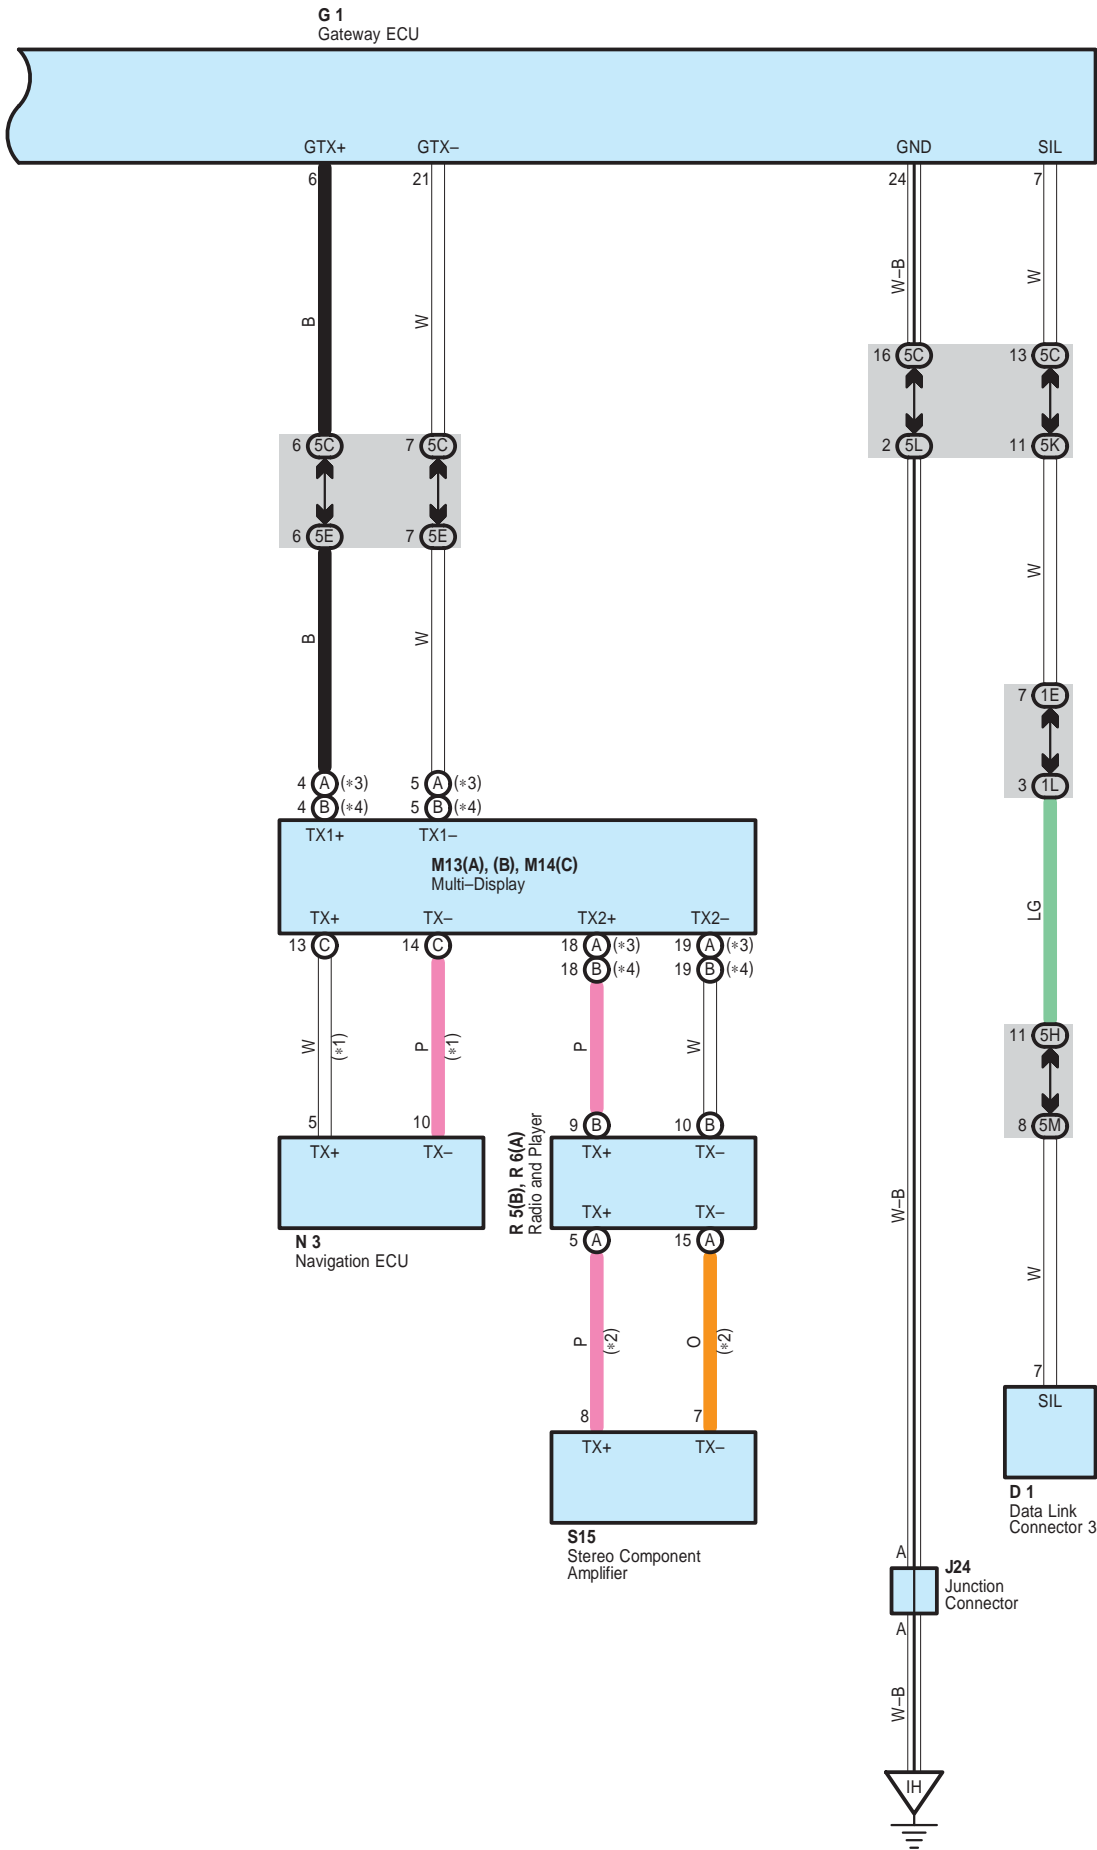 G 1
Gateway ECU
GTX+ GTX– GND SIL
6 21 24 7
B W W–B W
16 5C 13 5C
6 5C 7 5C 2 5L 11 5K
6 5E 7 5E
B W W
7 1E
4 A (*3) 5 A (*3) 3 1L
4 B (*4) 5 B (*4)
TX1+ TX1–
M13(A), (B), M14(C)
Multi–Display
LG
TX+ TX– TX2+ TX2–
13 C 14 C 18 A (*3) 19 A (*3)
18 B (*4) 19 B (*4)
W (*1) P (*1) P W
11 5H
5 10 9 B 10 B 8 5M
TX+ TX– TX+ TX–
R 5(B), R 6(A)
Radio and Player
TX+ TX–
W–B
N 3
Navigation ECU
5 A 15 A
W
P (*2) O (*2)
7
SIL
8 7
TX+ TX–
D 1
Data Link
Connector 3
S15
Stereo Component
Amplifier
A
J24
Junction
Connector
A
W–B
IH